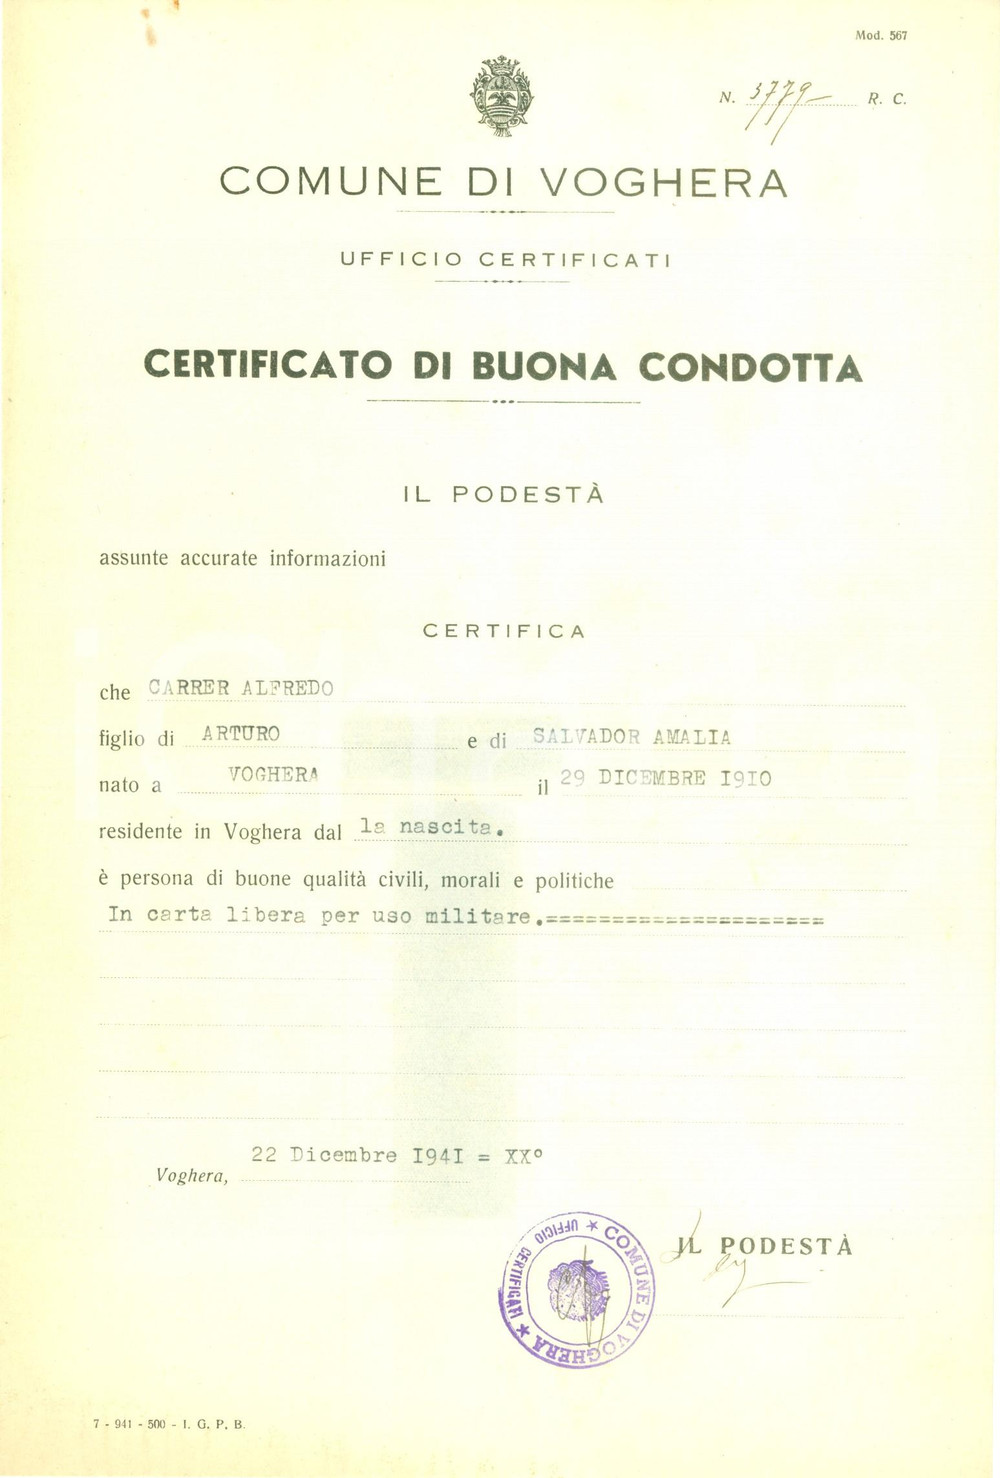 Mod. 567
N. 3779 R. C.
COMUNE DI VOGHERA
UFFICIO CERTIFICATI
CERTIFICATO DI BUONA CONDOTTA
IL PODESTÀ
assunte accurate informazioni
CERTIFICA
che CARRER ALFREDO
figlio di ARTURO e di SALVADOR AMALIA
nato a VOGHERA il 29 DICEMBRE I9I0
residente in Voghera dal la nascita.
è persona di buone qualità civili, morali e politiche
In carta libera per uso militare.=====================
22 Dicembre I94I = XX°
Voghera,
IL PODESTÀ
★ COMUNE DI VOGHERA ★ UFFICIO CERTIFICATI
7 - 941 - 500 - I. G. P. B.